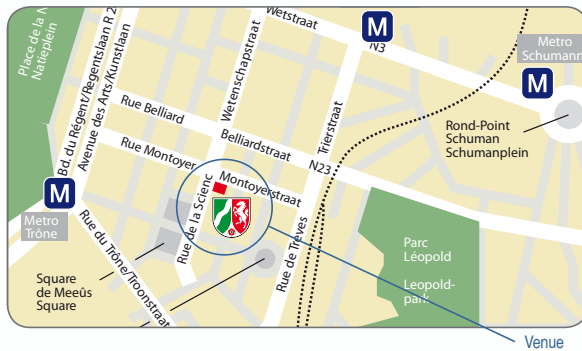 Place de la N
Natieplein
Bd. du Régent/Regentslaan R 2
Avenue des Arts/Kunstlaan
Wetstraat
N3
M
Metro
Schumann
M
Wetenschapstraat
Trierstraat
Rue Belliard
Belliardstraat
N23
Rond-Point
Schuman
Schumanplein
Rue Montoyer
Montoyerstraat
M
Metro
Trône
Rue de la Scienc
Rue de Trèves
Rue du Trône/Troonstraat
Parc
Léopold
Leopold-
park
Square
de Meeûs
Square
Venue